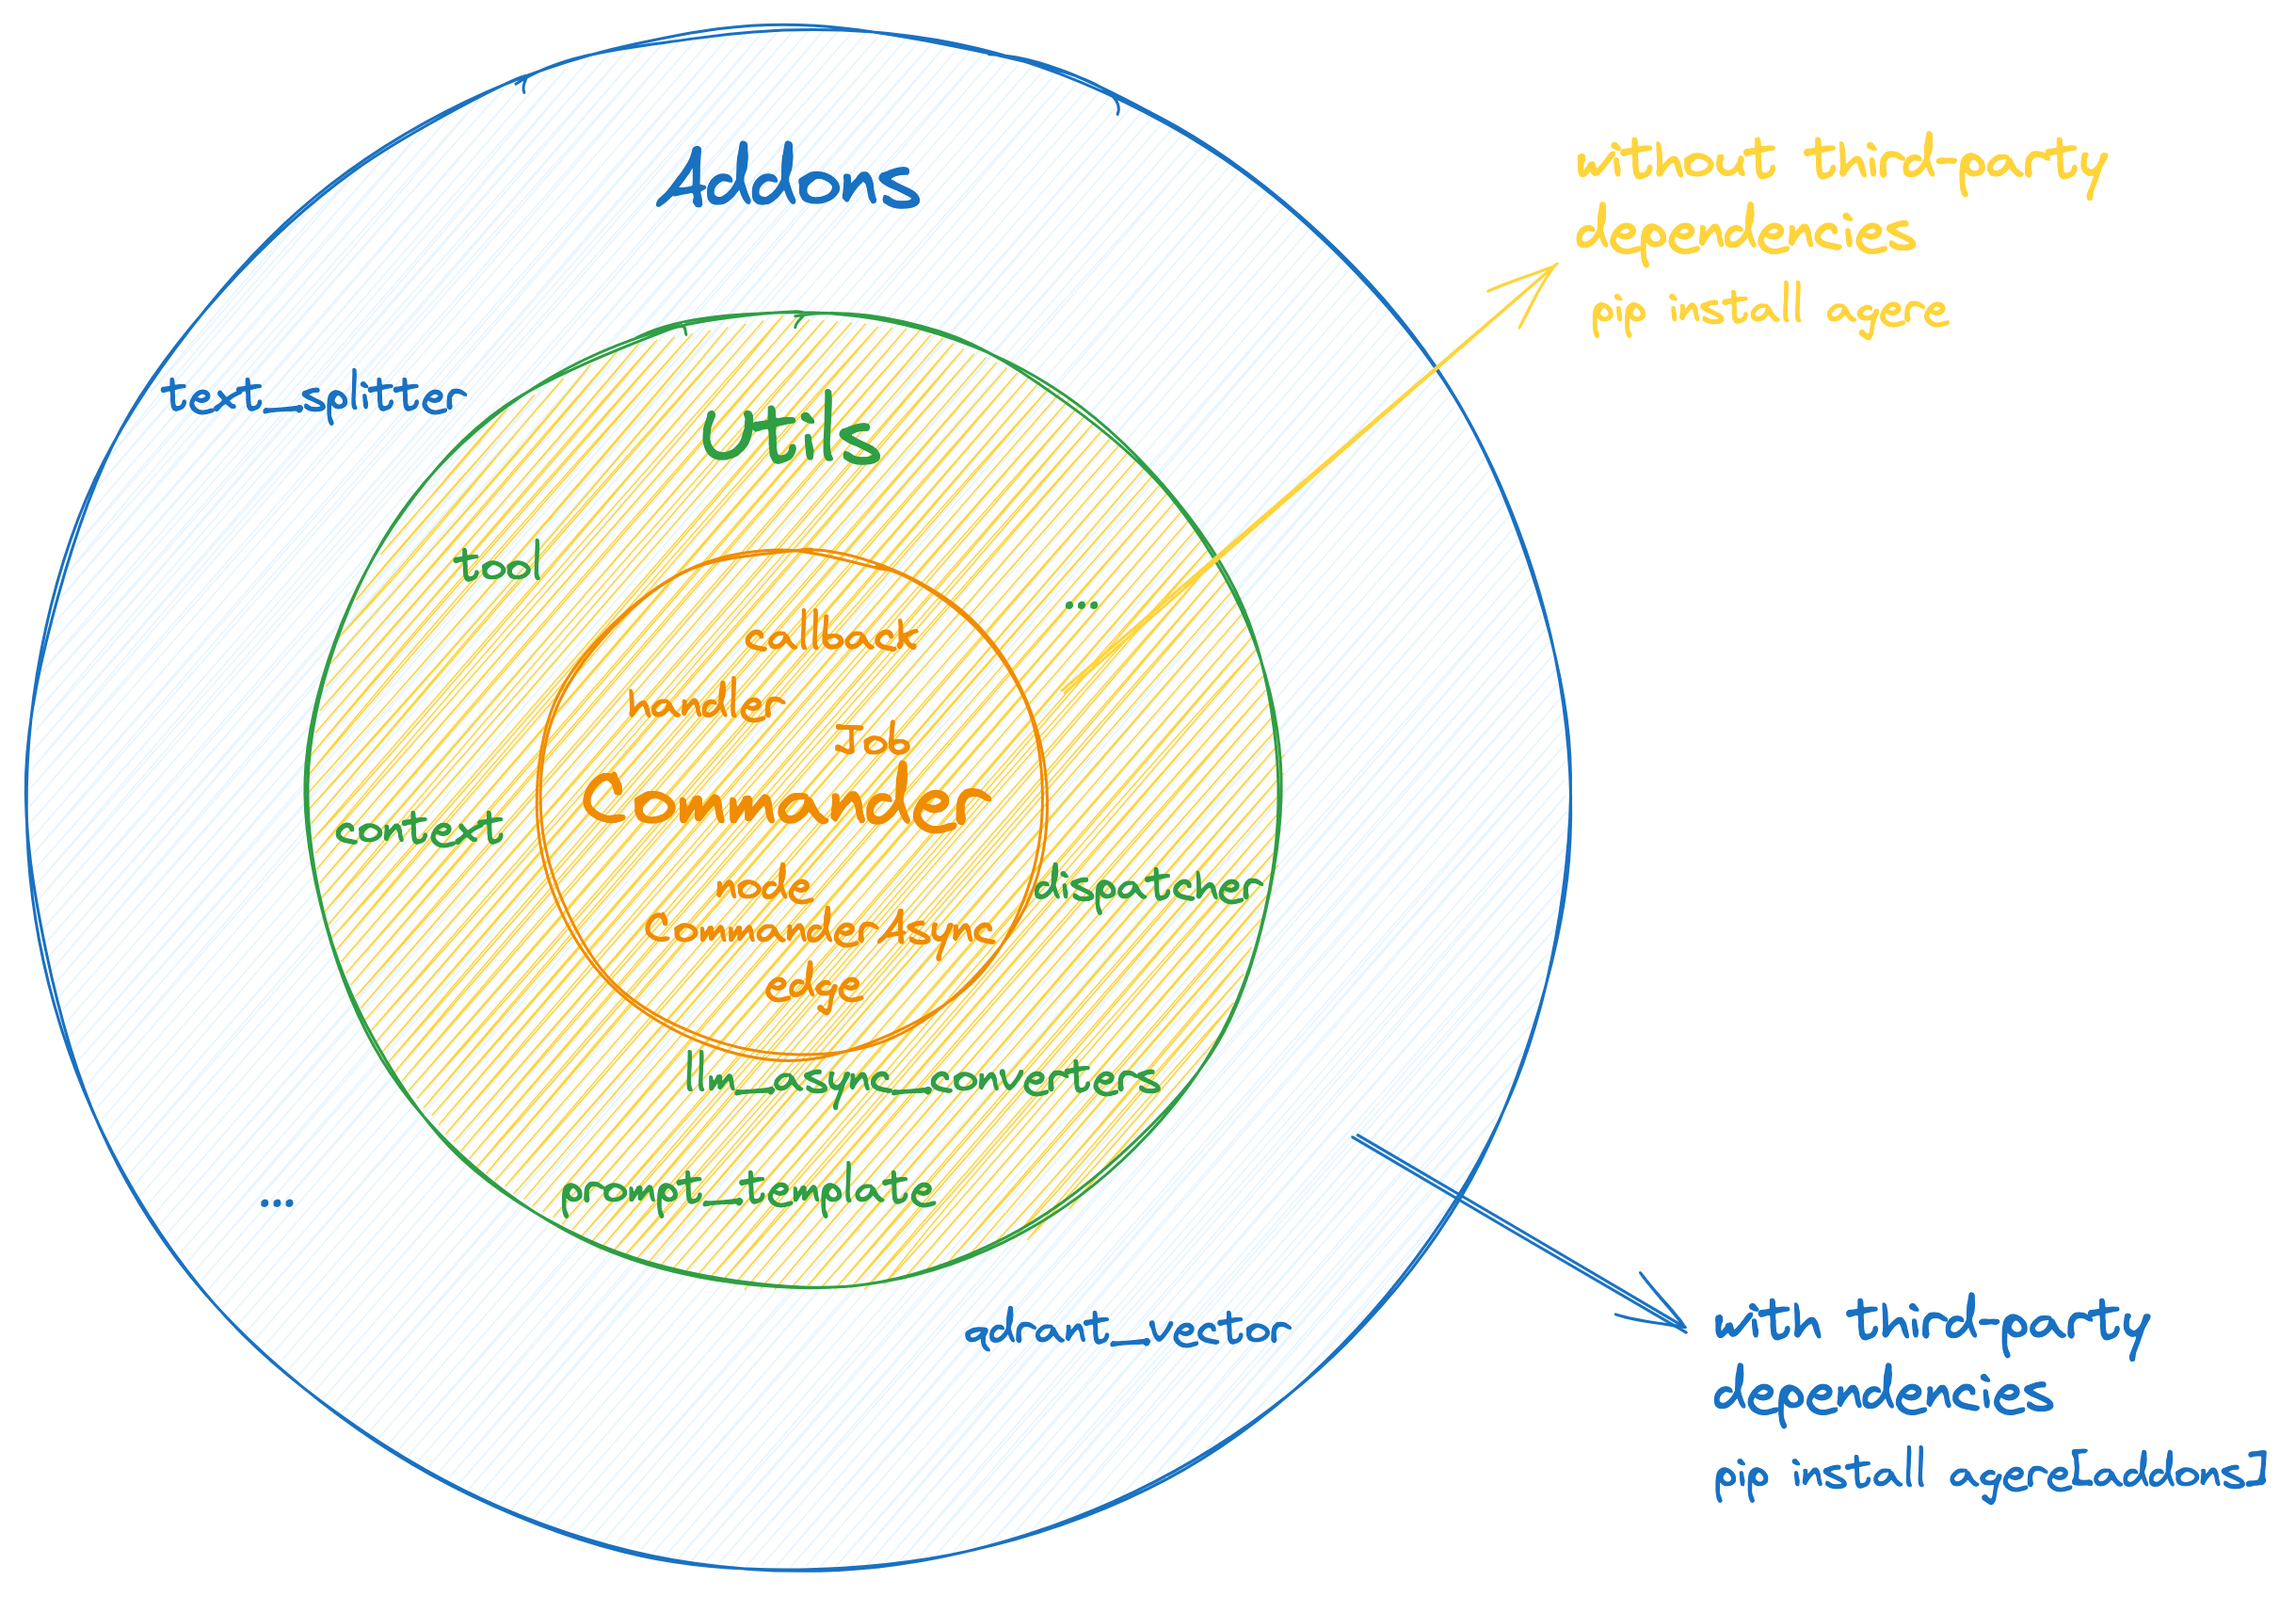 Addons
without third-party
dependencies
pip install agere
text_splitter
Utils
tool
...
callback
handler
Job
Commander
context
node
dispatcher
CommanderAsync
edge
llm_async_converters
prompt_template
...
qdrant_vector
with third-party
dependencies
pip install agere[addons]